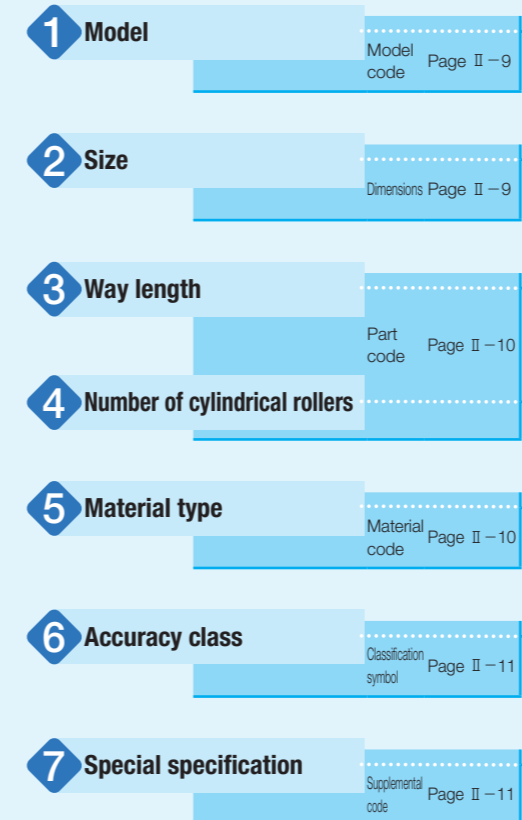 1 Model
Model
code
Page Ⅱ－9
2 Size
Dimensions Page Ⅱ－9
3 Way length
Part
code
Page Ⅱ－10
4 Number of cylindrical rollers
5 Material type
Material
code
Page Ⅱ－10
6 Accuracy class
Classification
symbol
Page Ⅱ－11
7 Special specification
Supplemental
code
Page Ⅱ－11